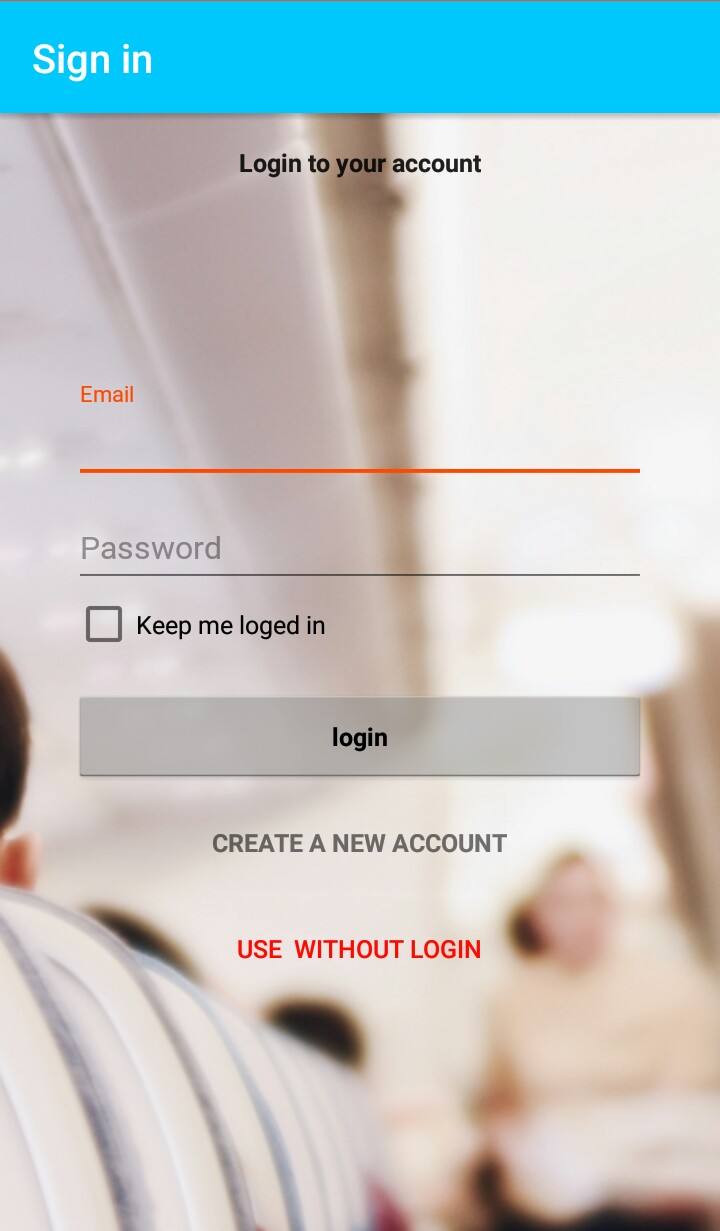 Sign in
Login to your account
Email
Password
Keep me loged in
login
CREATE A NEW ACCOUNT
USE  WITHOUT LOGIN